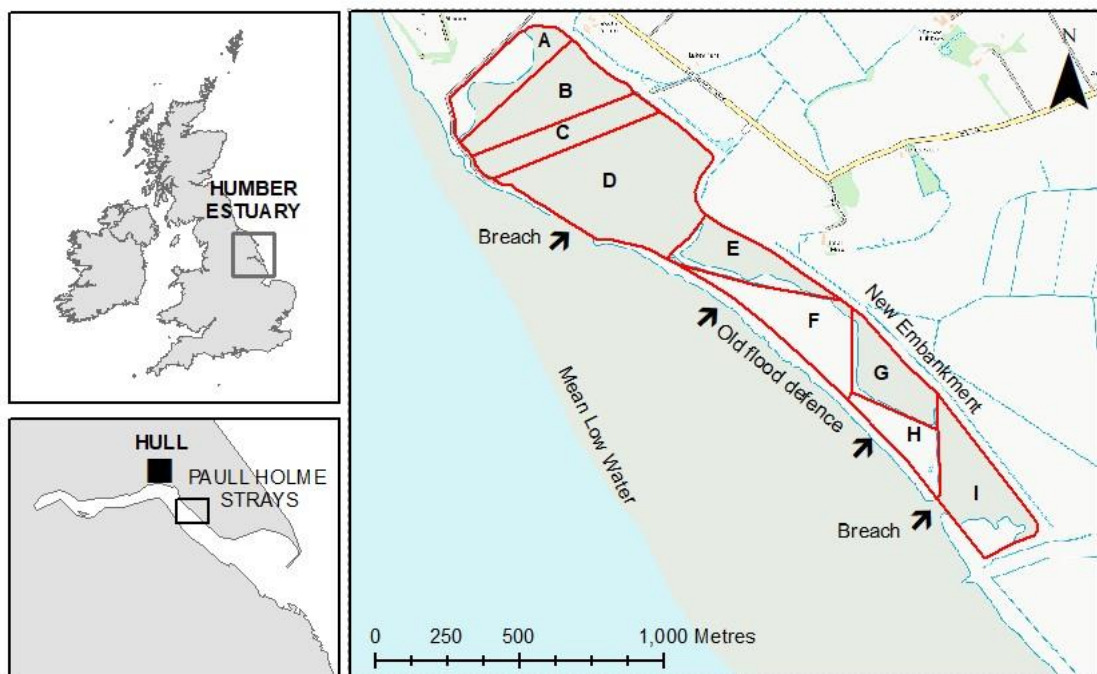 HUMBER
ESTUARY
HULL
PAULL HOLME
STRAYS
N
A
B
C
D
Breach
E
F
New Embankment
Old flood defence
G
Mean Low Water
H
I
Breach
0 250 500 1,000 Metres